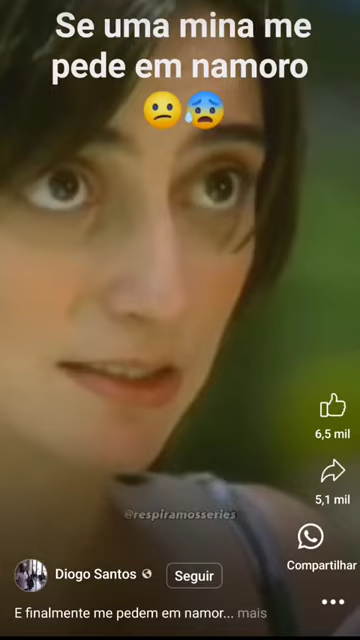 Se uma mina me
pede em namoro
😕😰
6,5 mil
5,1 mil
@respiramosseries
Compartilhar
Diogo Santos
Seguir
E finalmente me pedem em namor... mais